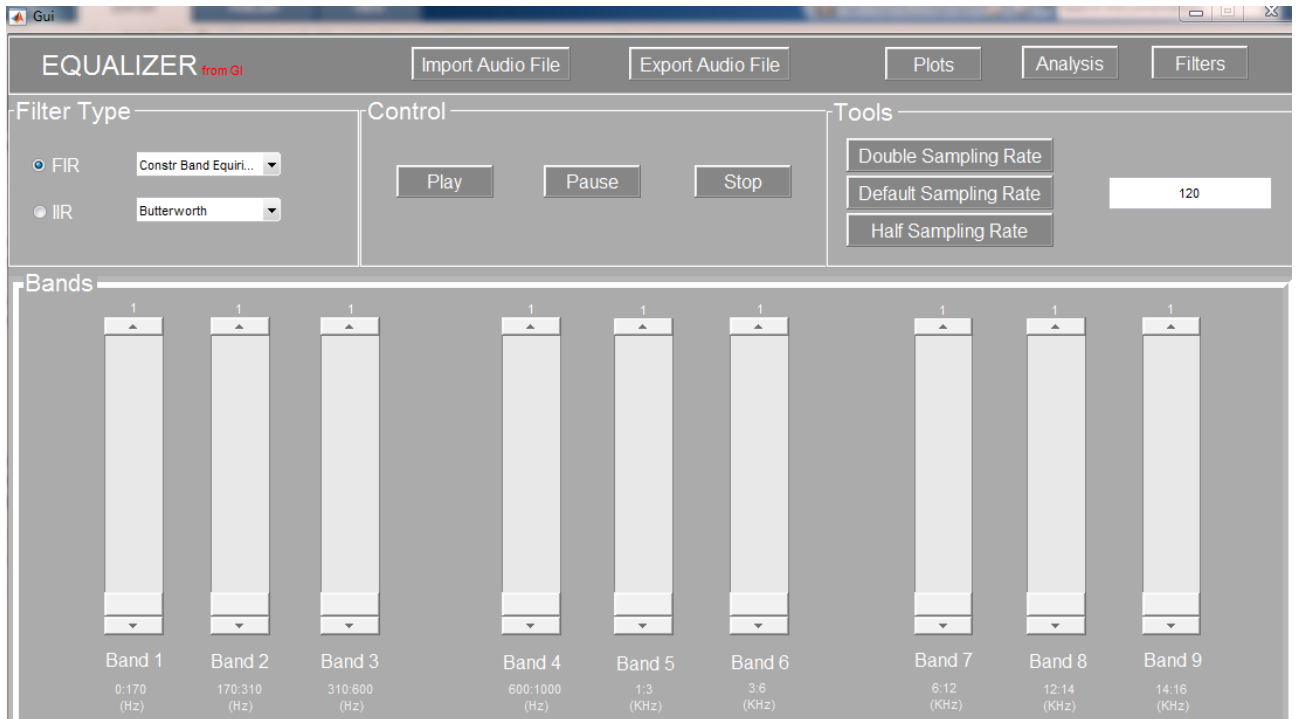 Gui
EQUALIZER from GI
Import Audio File
Export Audio File
Plots
Analysis
Filters
Filter Type
FIR
Constr Band Equiri...
IIR
Butterworth
Control
Play
Pause
Stop
Tools
Double Sampling Rate
Default Sampling Rate
Half Sampling Rate
120
Bands
1 1 1 1 1 1 1 1 1
Band 1 Band 2 Band 3 Band 4 Band 5 Band 6 Band 7 Band 8 Band 9
0:170 170:310 310:600 600:1000 1:3 3:6 6:12 12:14 14:16
(Hz) (Hz) (Hz) (Hz) (KHz) (KHz) (KHz) (KHz) (KHz)